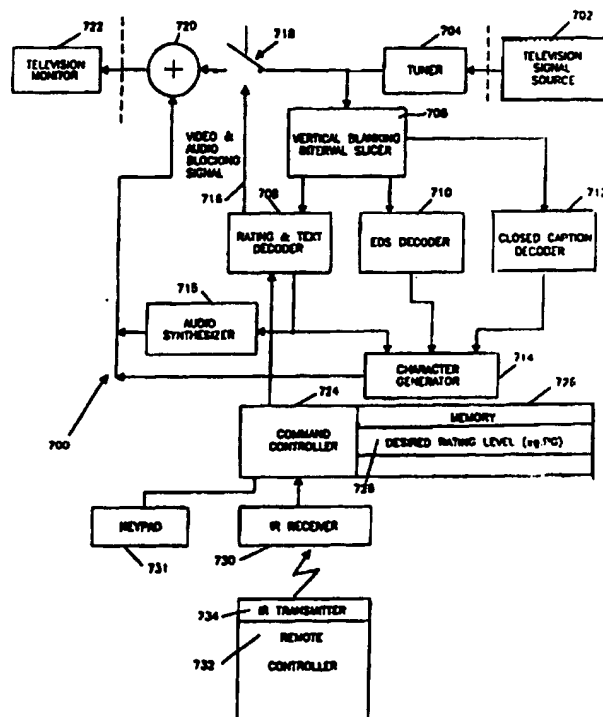 722
TELEVISION
MONITOR
720
+
718
704
TUNER
702
TELEVISION
SIGNAL
SOURCE
VIDEO &
AUDIO
BLOCKING
SIGNAL
716
706
VERTICAL BLANKING
INTERVAL SLICER
708
RATING & TEXT
DECODER
710
EDS DECODER
712
CLOSED CAPTION
DECODER
715
AUDIO
SYNTHESIZER
CHARACTER
GENERATOR
714
700
724
COMMAND
CONTROLLER
726
MEMORY
DESIRED RATING LEVEL (eg.PG)
728
KEYPAD
731
IR RECEIVER
730
734
IR TRANSMITTER
732
REMOTE
CONTROLLER